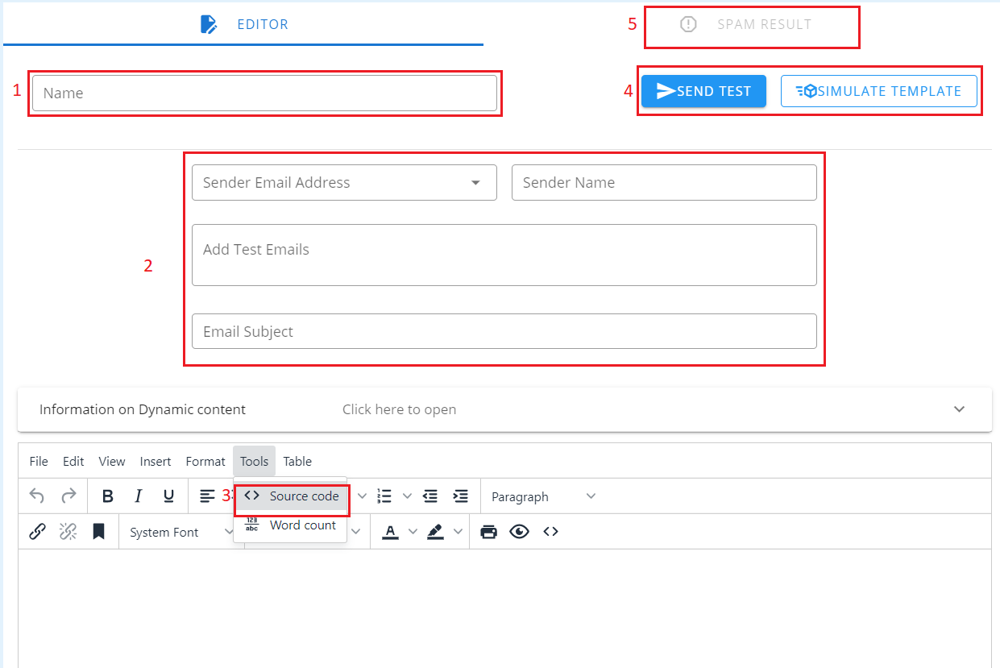 EDITOR
5
SPAM RESULT
1
Name
4
SEND TEST
SIMULATE TEMPLATE
Sender Email Address
Sender Name
2
Add Test Emails
Email Subject
Information on Dynamic content
Click here to open
File Edit View Insert Format Tools Table
B I U
3
Source code
Paragraph
System Font
123
abc
Word count
A